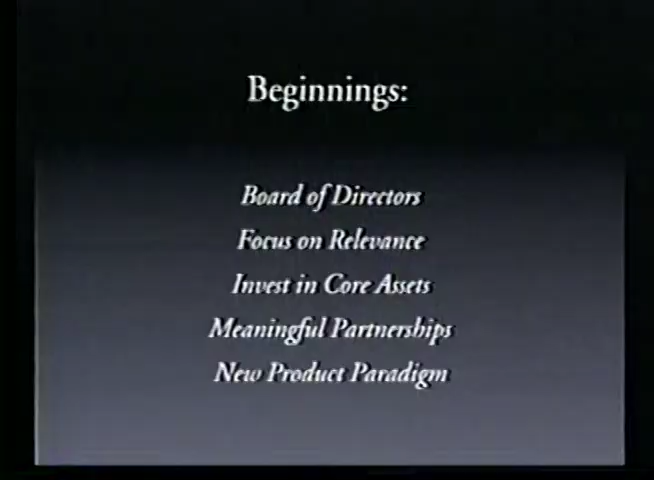 Beginnings:
Board of Directors
Focus on Relevance
Invest in Core Assets
Meaningful Partnerships
New Product Paradigm